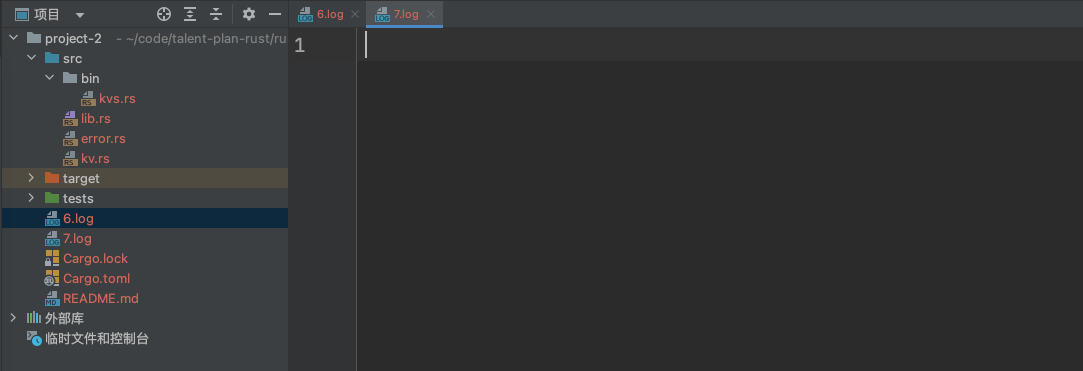 项目
project-2 - ~/code/talent-plan-rust/ru
src
bin
kvs.rs
lib.rs
error.rs
kv.rs
target
tests
6.log
7.log
Cargo.lock
Cargo.toml
README.md
外部库
临时文件和控制台
6.log 7.log
1